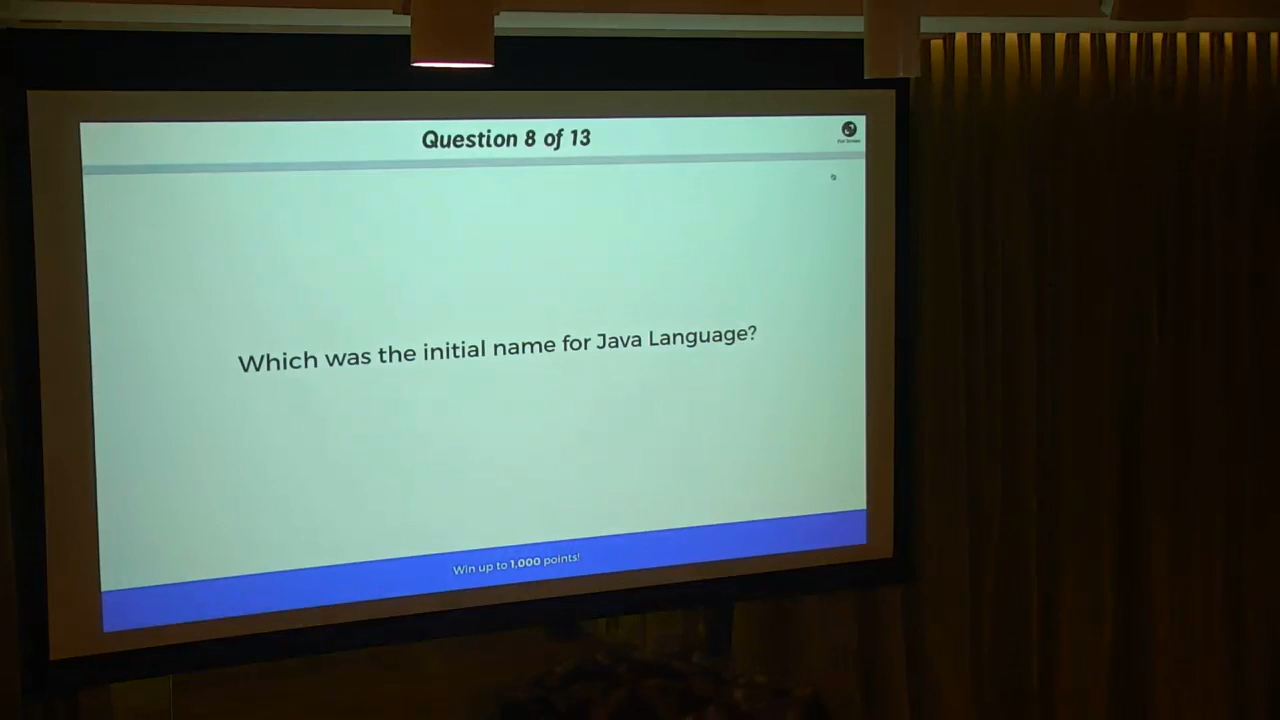 Question 8 of 13
Which was the initial name for Java Language?
Win up to 1,000 points!